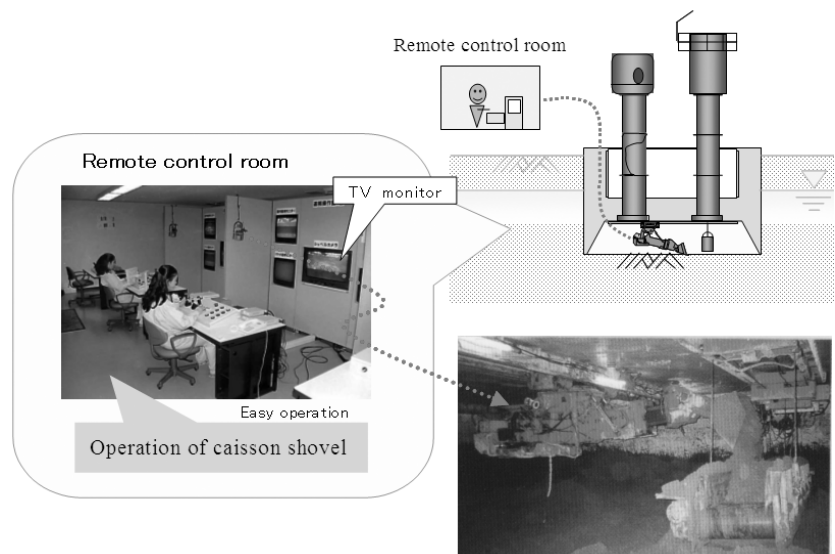 Remote control room
Remote control room
TV monitor
Easy operation
Operation of caisson shovel